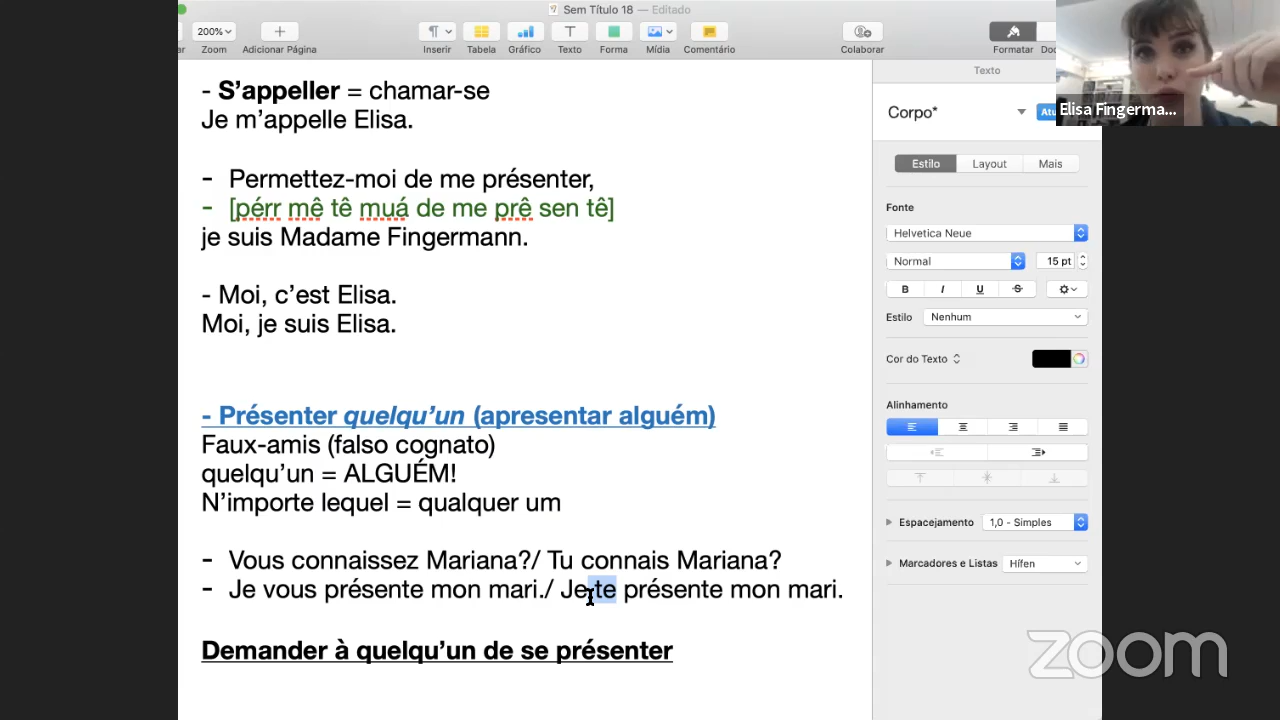 Sem Título 18 — Editado
200%
Zoom
Adicionar Página
Inserir
Tabela
Gráfico
Texto
Forma
Mídia
Comentário
Colaborar
Formatar
Texto
Elisa Fingerma...
- S’appeller = chamar-se
Je m’appelle Elisa.
- Permettez-moi de me présenter,
- [pérr mê tê muá de me prê sen tê]
je suis Madame Fingermann.
- Moi, c’est Elisa.
Moi, je suis Elisa.
- Présenter quelqu’un (apresentar alguém)
Faux-amis (falso cognato)
quelqu’un = ALGUÉM!
N’importe lequel = qualquer um
- Vous connaissez Mariana?/ Tu connais Mariana?
- Je vous présente mon mari./ Je te présente mon mari.
Demander à quelqu’un de se présenter
Corpo*
Estilo Layout Mais
Fonte
Helvetica Neue
Normal 15 pt
B I U S
Estilo Nenhum
Cor do Texto
Alinhamento
Espacejamento 1,0 - Simples
Marcadores e Listas Hífen
zoom